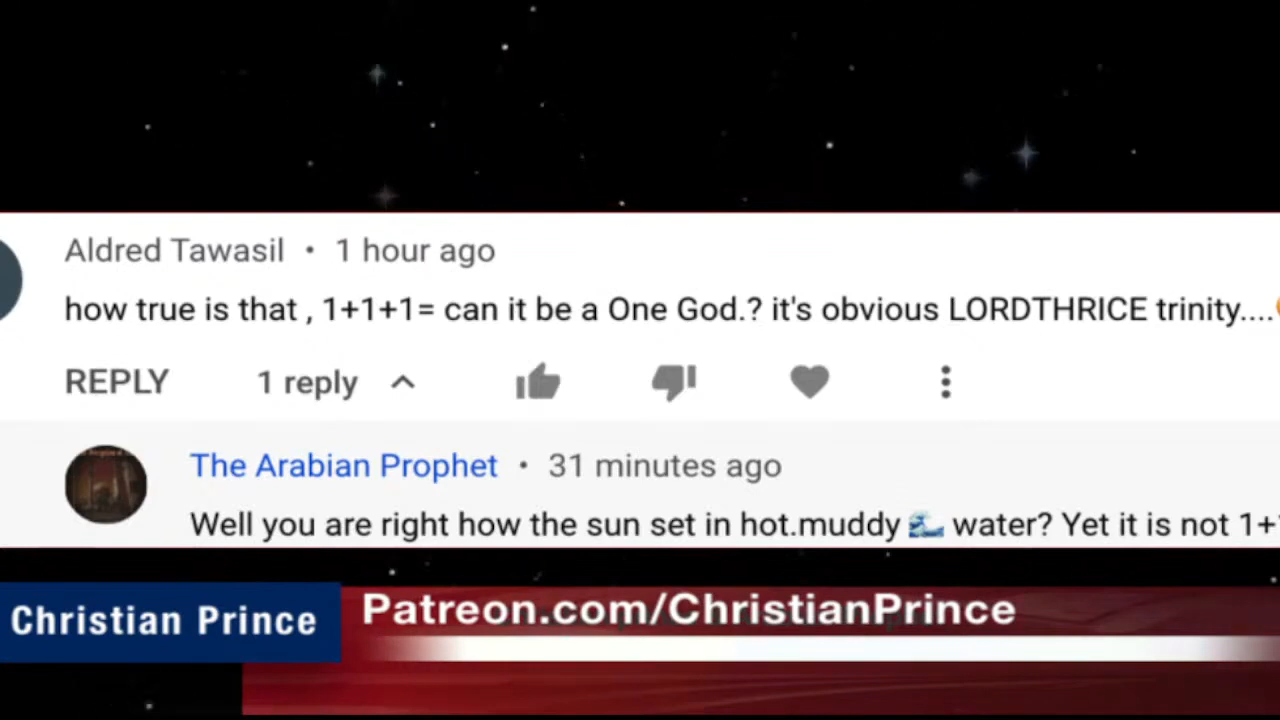 Aldred Tawasil • 1 hour ago
how true is that , 1+1+1= can it be a One God.? it's obvious LORDTHRICE trinity....
REPLY 1 reply
The Arabian Prophet • 31 minutes ago
Well you are right how the sun set in hot.muddy 🌊 water? Yet it is not 1+
Christian Prince
Patreon.com/ChristianPrince